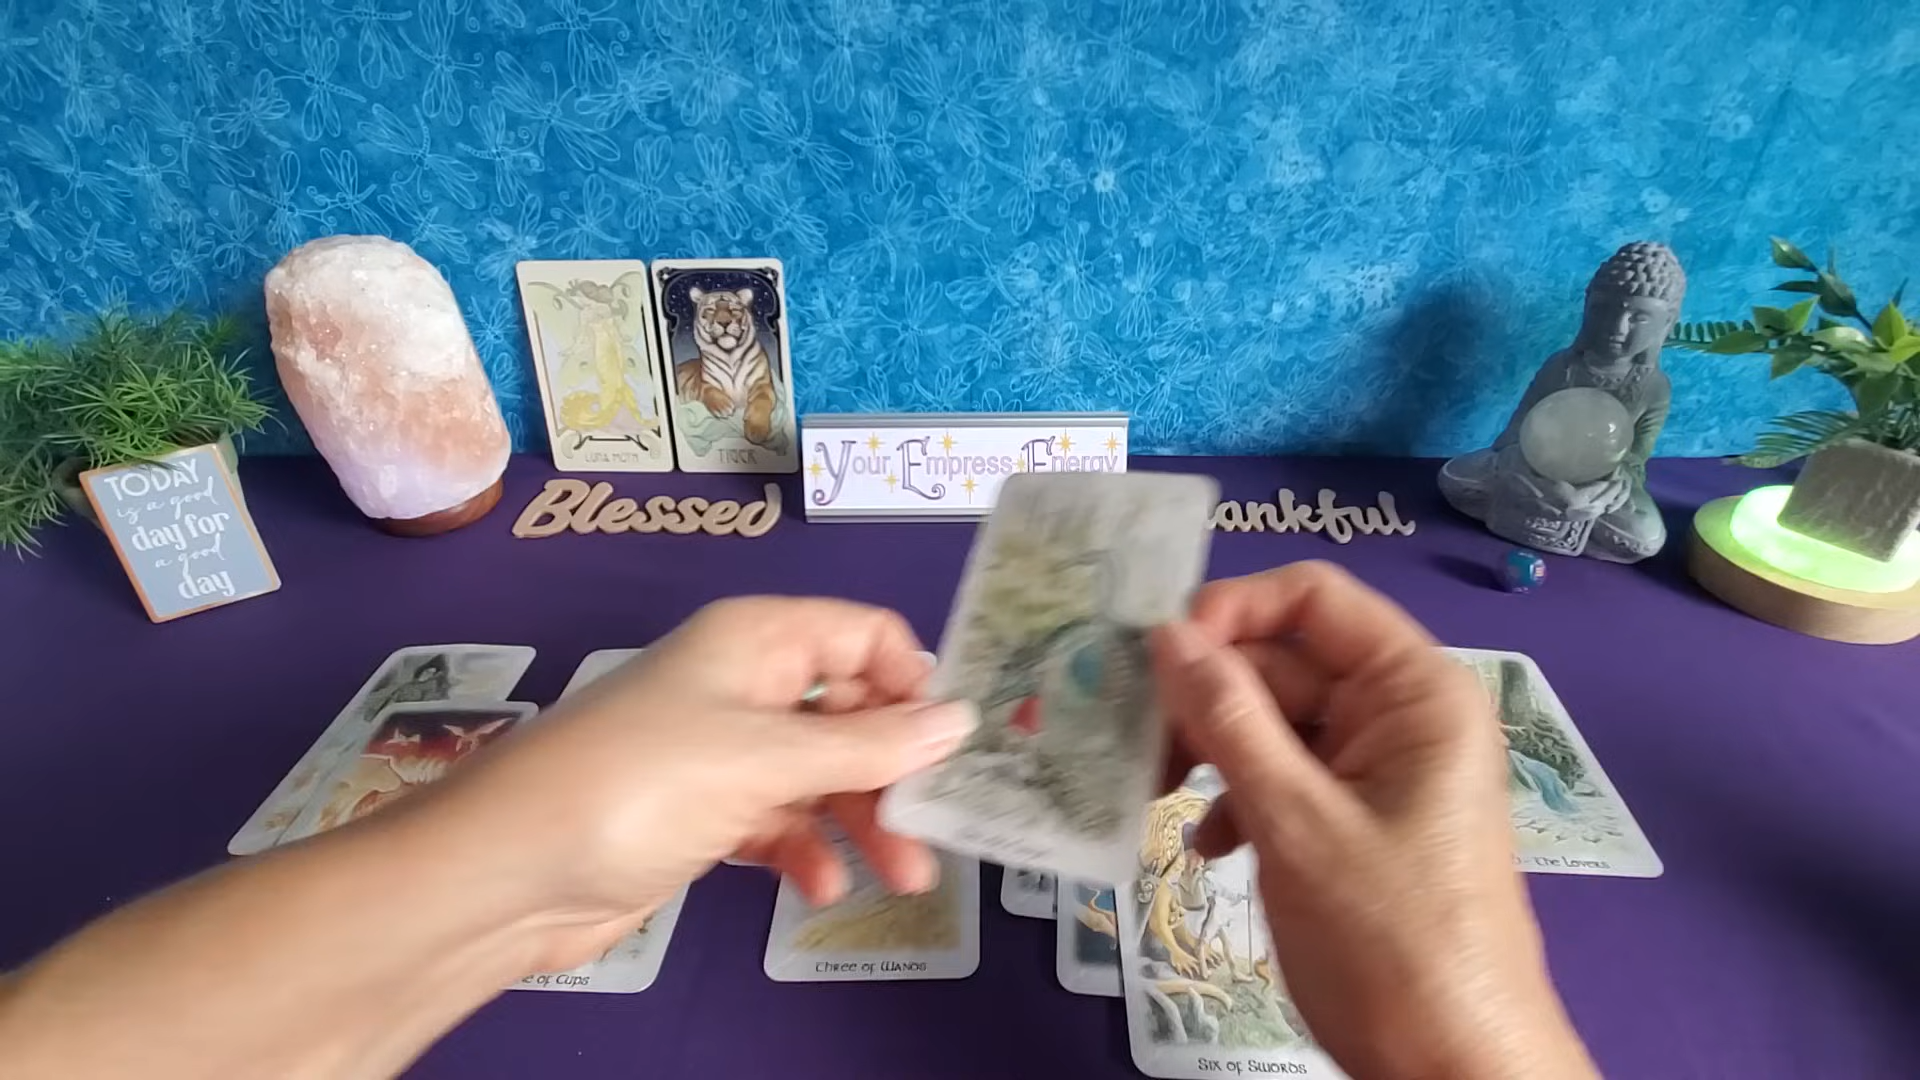 LUNA MOTH
TIGER
Your Empress Energy
Blessed
ankful
TODAY
is a good
day for
a good
day
The Lovers
e of Cups
Three of Wands
Six of Swords